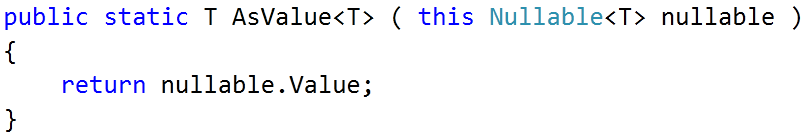 public static T AsValue<T> ( this Nullable<T> nullable )
{
    return nullable.Value;
}